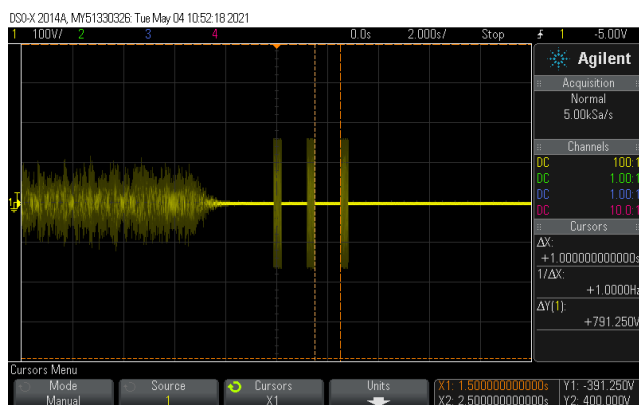 DSO-X 2014A, MY51330326: Tue May 04 10:52:18 2021
1 100V/ 2 3 4 0.0s 2.000s/ Stop 1 -5.00V
Agilent
Acquisition
Normal
5.00kSa/s
Channels
DC 100:1
DC 1.00:1
DC 1.00:1
DC 10.0:1
Cursors
ΔX:
+1.000000000000s
1/ΔX:
+1.0000Hz
ΔY(1):
+791.250V
Cursors Menu
Mode Source Cursors Units X1: 1.500000000000s Y1: -391.250V
Manual 1 X1 X2: 2.500000000000s Y2: 400.000V